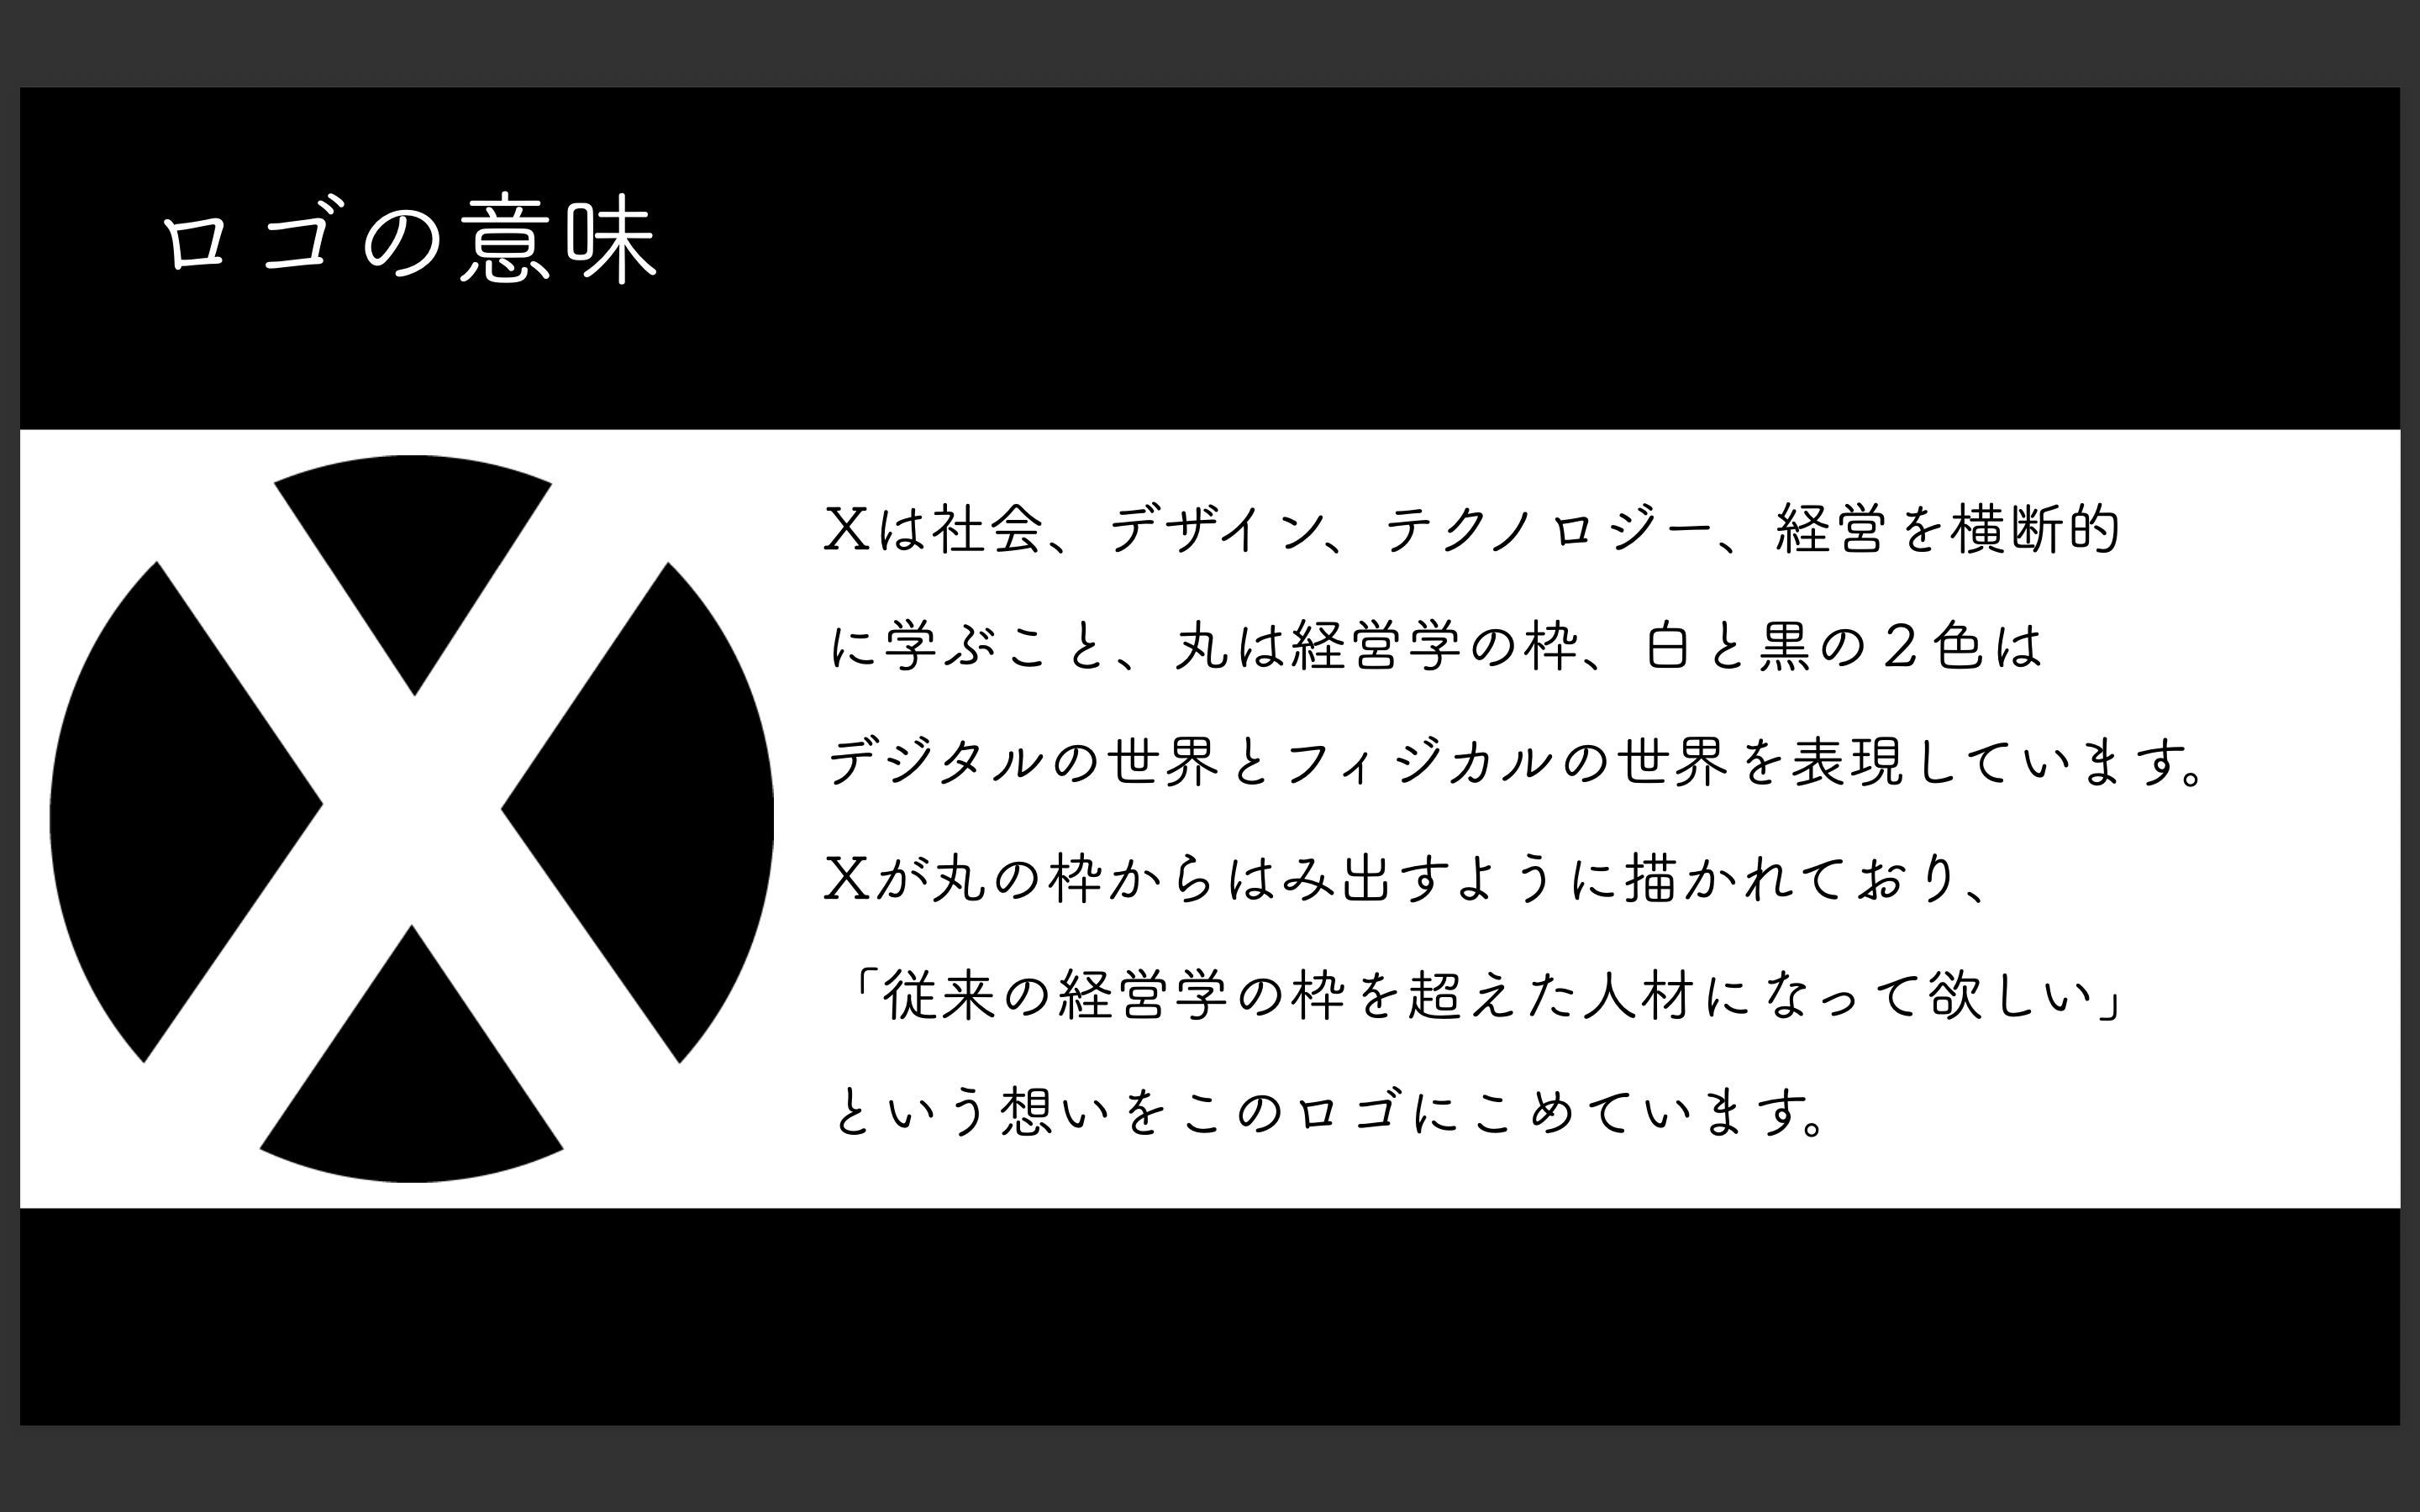 ロゴの意味
Xは社会、デザイン、テクノロジー、経営を横断的
に学ぶこと、丸は経営学の枠、白と黒の2色は
デジタルの世界とフィジカルの世界を表現しています。
Xが丸の枠からはみ出すように描かれており、
「従来の経営学の枠を超えた人材になって欲しい」
という想いをこのロゴにこめています。